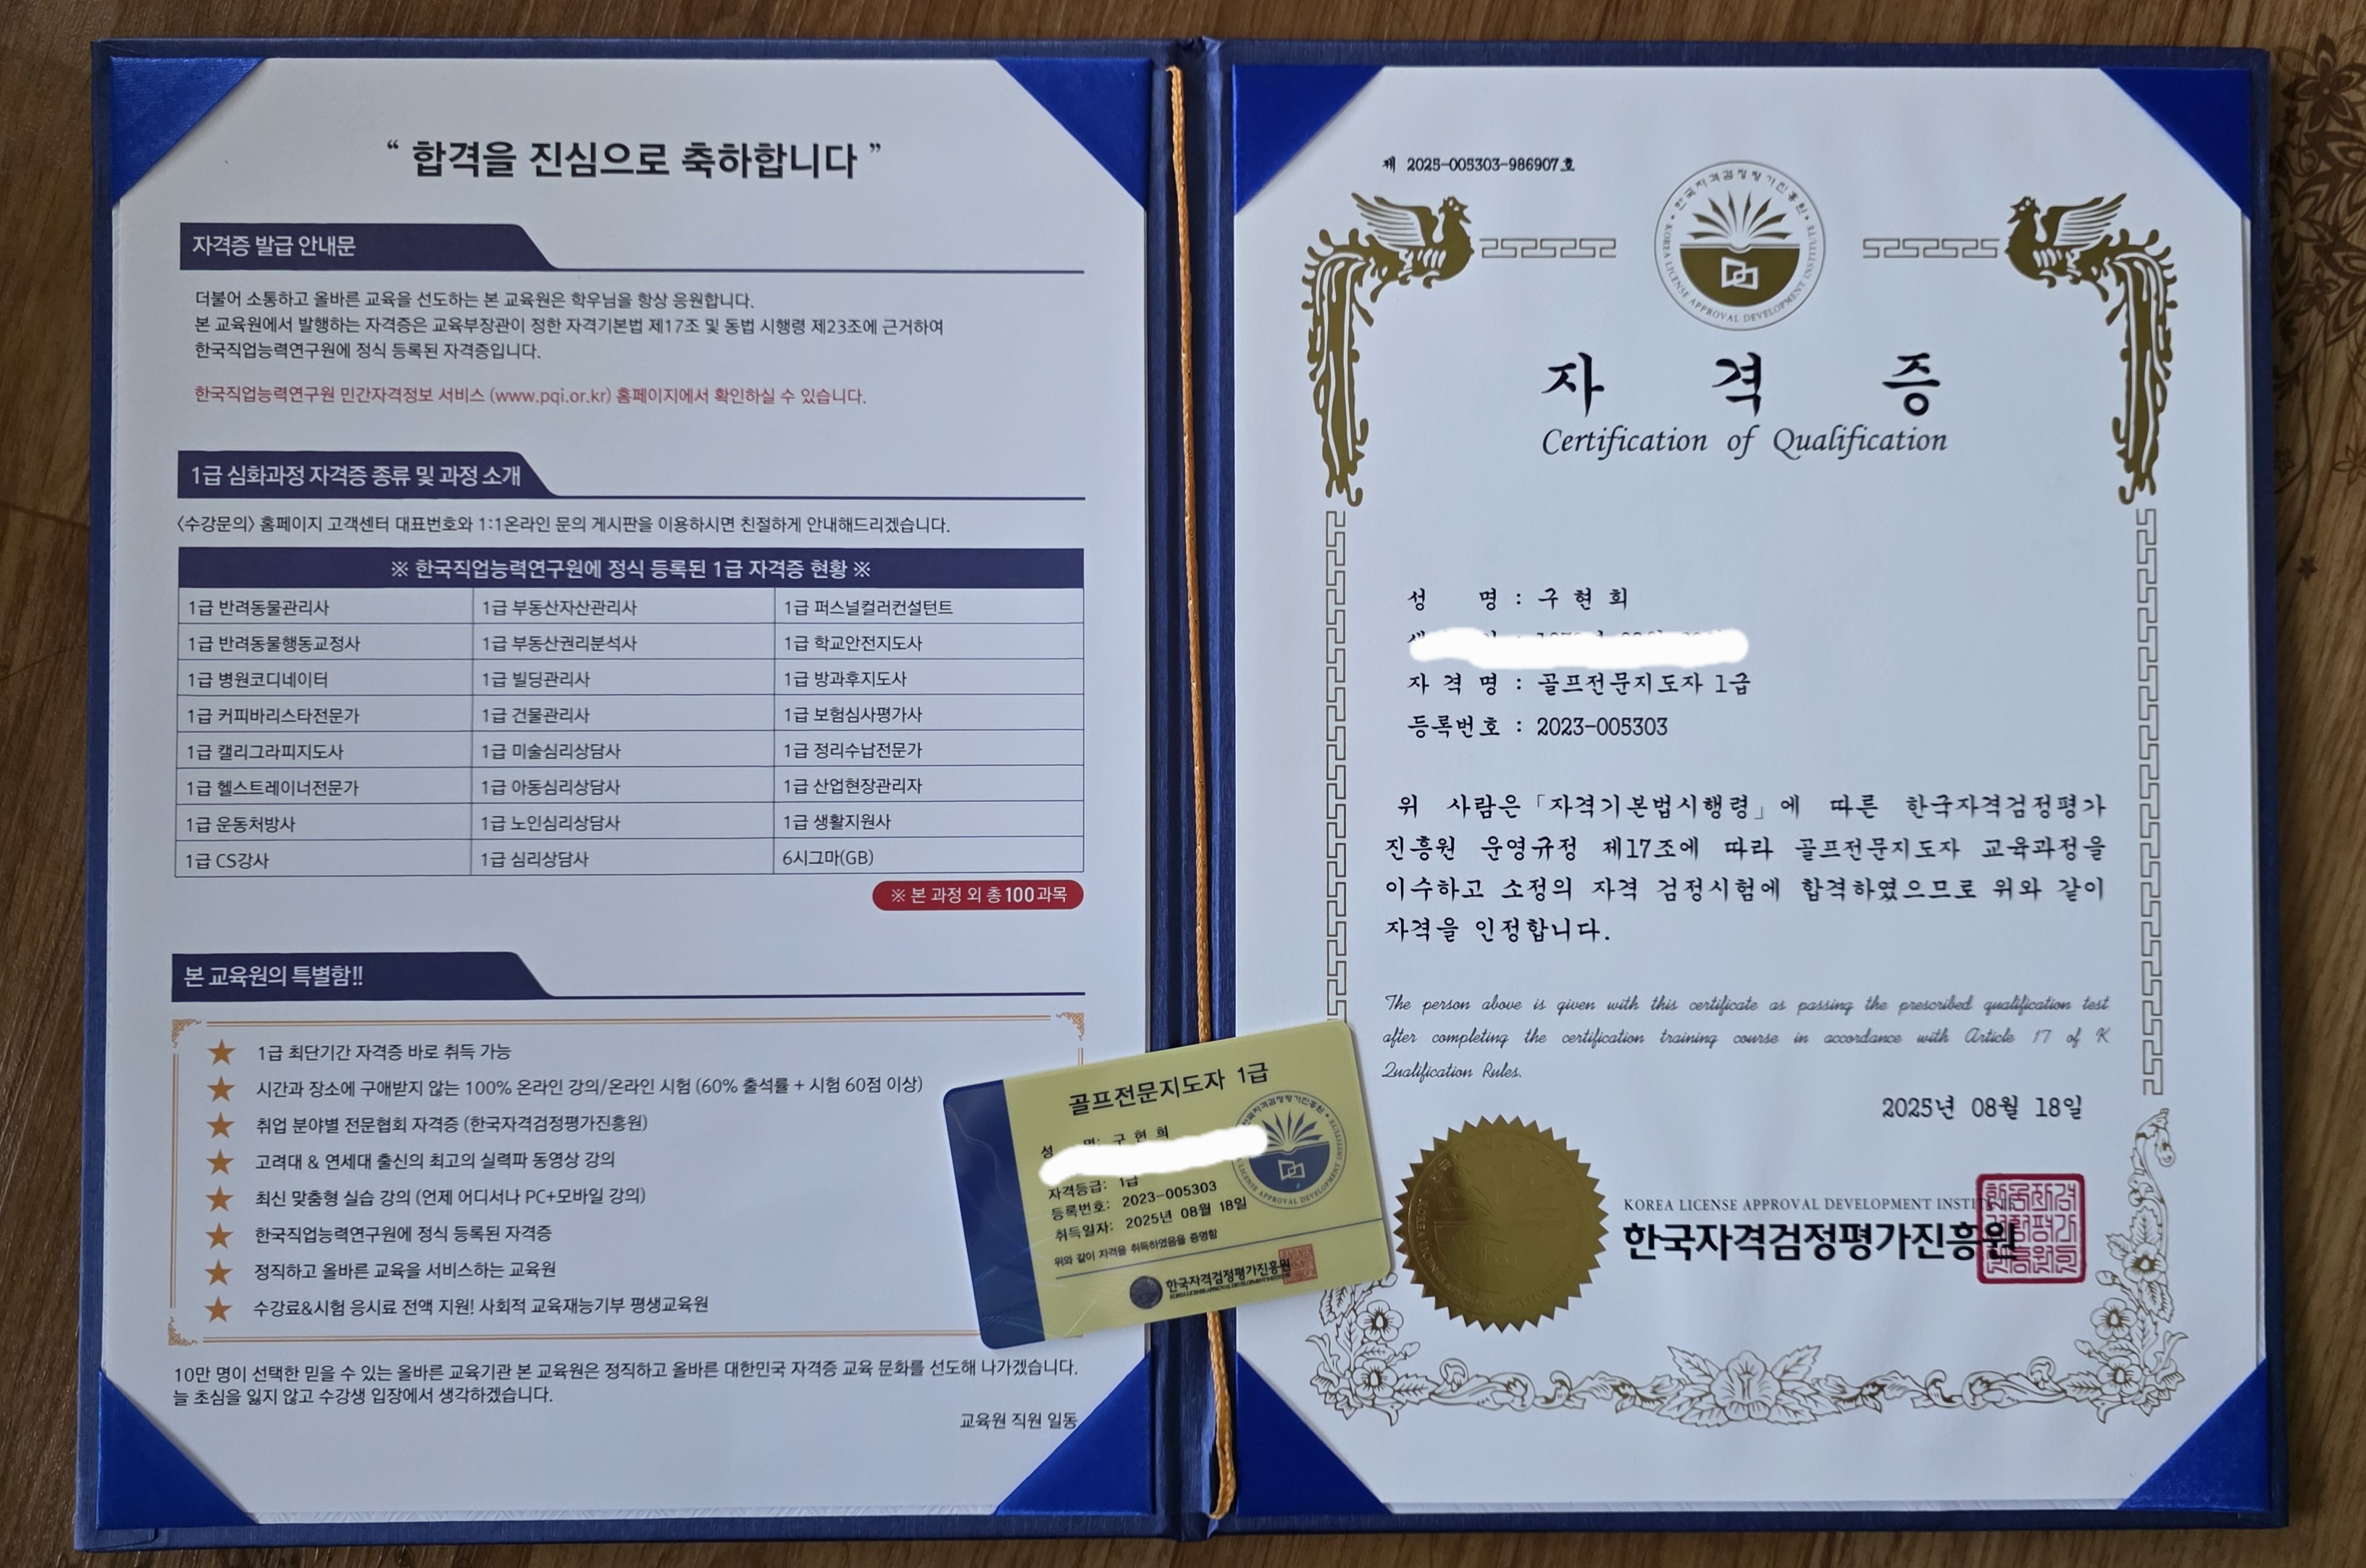 “ 합격을 진심으로 축하합니다 ”
자격증 발급 안내문
더불어 소통하고 올바른 교육을 선도하는 본 교육원은 학우님을 항상 응원합니다.
본 교육원에서 발행하는 자격증은 교육부장관이 정한 자격기본법 제17조 및 동법 시행령 제23조에 근거하여
한국직업능력연구원에 정식 등록된 자격증입니다.
한국직업능력연구원 민간자격정보 서비스 (www.pqi.or.kr) 홈페이지에서 확인하실 수 있습니다.
1급 심화과정 자격증 종류 및 과정 소개
〈수강문의〉 홈페이지 고객센터 대표번호와 1:1온라인 문의 게시판을 이용하시면 친절하게 안내해드리겠습니다.
※ 한국직업능력연구원에 정식 등록된 1급 자격증 현황 ※
1급 반려동물관리사 1급 부동산자산관리사 1급 퍼스널컬러컨설턴트
1급 반려동물행동교정사 1급 부동산권리분석사 1급 학교안전지도사
1급 병원코디네이터 1급 빌딩관리사 1급 방과후지도사
1급 커피바리스타전문가 1급 건물관리사 1급 보험심사평가사
1급 캘리그라피지도사 1급 미술심리상담사 1급 정리수납전문가
1급 헬스트레이너전문가 1급 아동심리상담사 1급 산업현장관리자
1급 운동처방사 1급 노인심리상담사 1급 생활지원사
1급 CS강사 1급 심리상담사 6시그마(GB)
※ 본 과정 외 총 100과목
본 교육원의 특별함!!
★ 1급 최단기간 자격증 바로 취득 가능
★ 시간과 장소에 구애받지 않는 100% 온라인 강의/온라인 시험 (60% 출석률 + 시험 60점 이상)
★ 취업 분야별 전문협회 자격증 (한국자격검정평가진흥원)
★ 고려대 & 연세대 출신의 최고의 실력파 동영상 강의
★ 최신 맞춤형 실습 강의 (언제 어디서나 PC+모바일 강의)
★ 한국직업능력연구원에 정식 등록된 자격증
★ 정직하고 올바른 교육을 서비스하는 교육원
★ 수강료&시험 응시료 전액 지원! 사회적 교육재능기부 평생교육원
10만 명이 선택한 믿을 수 있는 올바른 교육기관 본 교육원은 정직하고 올바른 대한민국 자격증 교육 문화를 선도해 나가겠습니다.
늘 초심을 잃지 않고 수강생 입장에서 생각하겠습니다.
교육원 직원 일동
골프전문지도자 1급
성 명: 구 현 회
자격등급: 1급
등록번호: 2023-005303
취득일자: 2025년 08월 18일
위와 같이 자격을 취득하였음을 증명함
한국자격검정평가진흥원
제 2025-005303-986907호
한국자격검정평가진흥원
KOREA LICENSE APPROVAL DEVELOPMENT INSTITUTE
자 격 증
Certification of Qualification
성 명 : 구 현 회
자 격 명 : 골프전문지도자 1급
등록번호 : 2023-005303
위 사람은「자격기본법시행령」에 따른 한국자격검정평가
진흥원 운영규정 제17조에 따라 골프전문지도자 교육과정을
이수하고 소정의 자격 검정시험에 합격하였으므로 위와 같이
자격을 인정합니다.
The person above is given with this certificate as passing the prescribed qualification test
after completing the certification training course in accordance with Article 17 of K
Qualification Rules.
2025년 08월 18일
KOREA LICENSE APPROVAL DEVELOPMENT INSTITUTE
한국자격검정평가진흥원